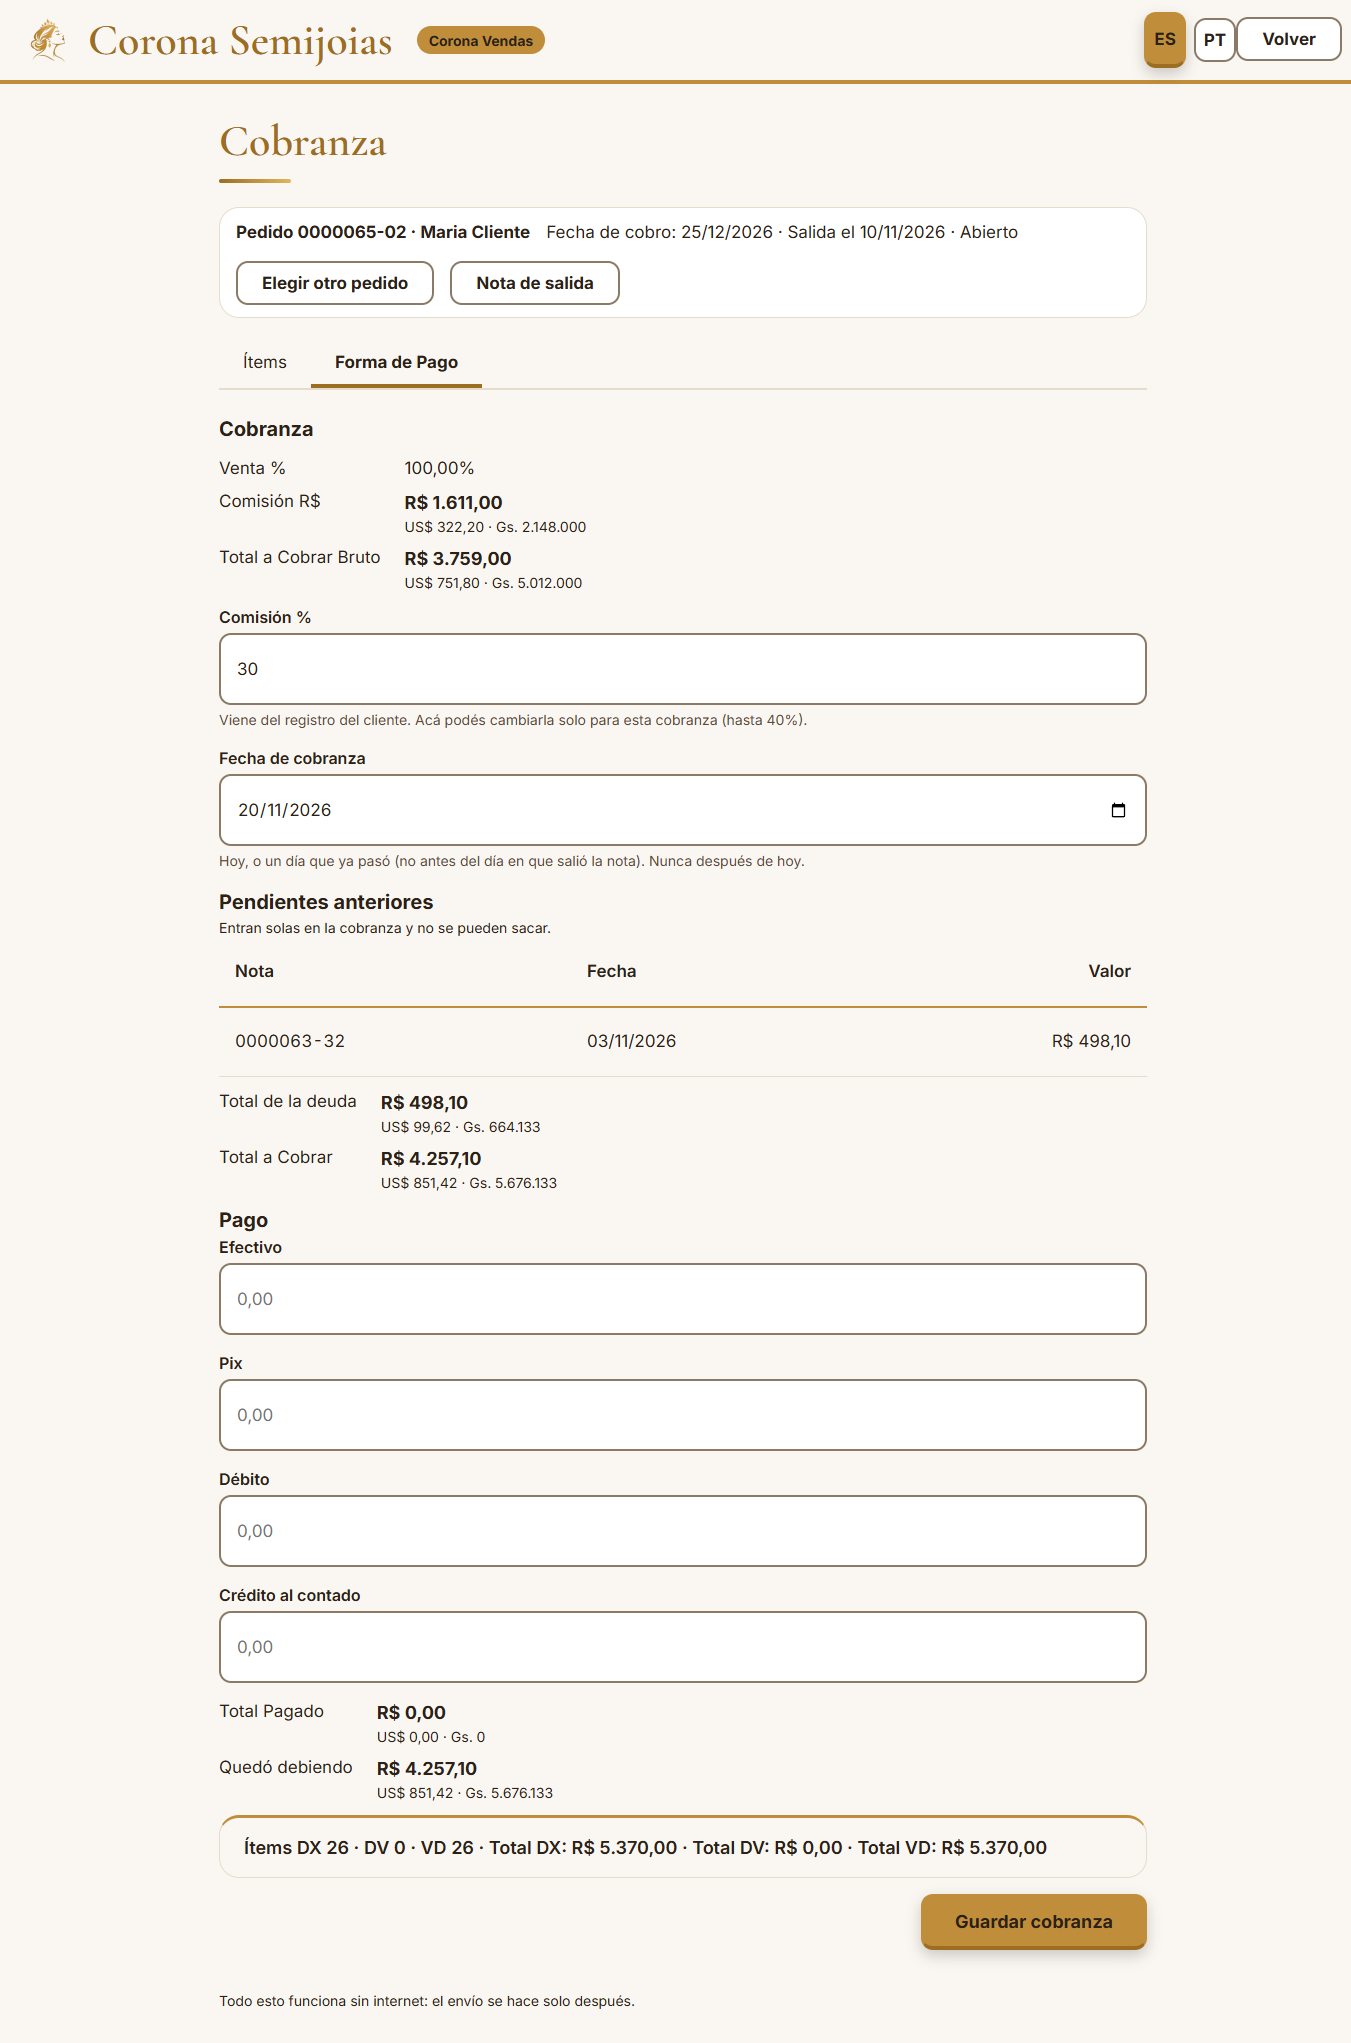 Corona Semijoias Corona Vendas ES PT Volver
Cobranza
Pedido 0000065-02 · Maria Cliente Fecha de cobro: 25/12/2026 · Salida el 10/11/2026 · Abierto
Elegir otro pedido Nota de salida
Ítems Forma de Pago
Cobranza
Venta % 100,00%
Comisión R$ R$ 1.611,00
US$ 322,20 · Gs. 2.148.000
Total a Cobrar Bruto R$ 3.759,00
US$ 751,80 · Gs. 5.012.000
Comisión %
30
Viene del registro del cliente. Acá podés cambiarla solo para esta cobranza (hasta 40%).
Fecha de cobranza
20/11/2026
Hoy, o un día que ya pasó (no antes del día en que salió la nota). Nunca después de hoy.
Pendientes anteriores
Entran solas en la cobranza y no se pueden sacar.
Nota Fecha Valor
0000063-32 03/11/2026 R$ 498,10
Total de la deuda R$ 498,10
US$ 99,62 · Gs. 664.133
Total a Cobrar R$ 4.257,10
US$ 851,42 · Gs. 5.676.133
Pago
Efectivo
0,00
Pix
0,00
Débito
0,00
Crédito al contado
0,00
Total Pagado R$ 0,00
US$ 0,00 · Gs. 0
Quedó debiendo R$ 4.257,10
US$ 851,42 · Gs. 5.676.133
Ítems DX 26 · DV 0 · VD 26 · Total DX: R$ 5.370,00 · Total DV: R$ 0,00 · Total VD: R$ 5.370,00
Guardar cobranza
Todo esto funciona sin internet: el envío se hace solo después.